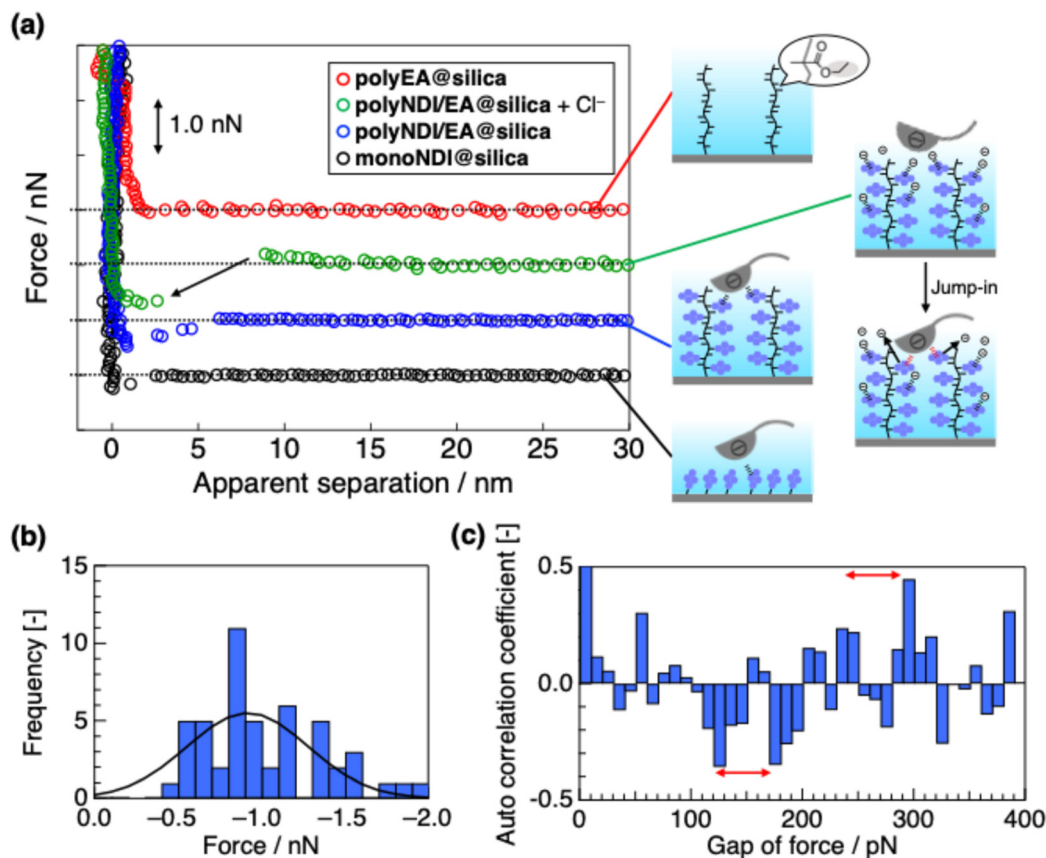 (a)
Force / nN
1.0 nN
polyEA@silica
polyNDI/EA@silica + Cl⁻
polyNDI/EA@silica
monoNDI@silica
0 5 10 15 20 25 30
Apparent separation / nm
O
O
Jump-in
(b)
Frequency [-]
15
10
5
0
0.0 −0.5 −1.0 −1.5 −2.0
Force / nN
(c)
Auto correlation coefficient [-]
0.5
0.0
-0.5
0 100 200 300 400
Gap of force / pN